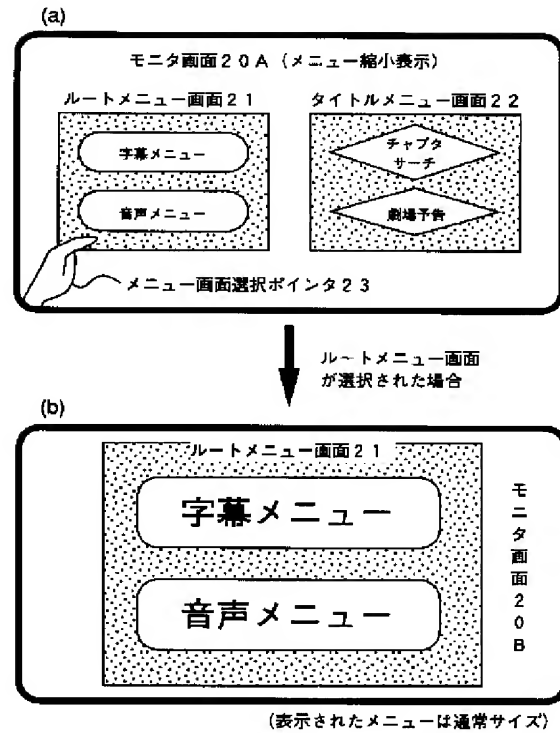 (a)
モニタ画面20A(メニュー縮小表示)
ルートメニュー画面21
タイトルメニュー画面22
字幕メニュー
音声メニュー
チャプタ
サーチ
劇場予告
メニュー画面選択ポインタ23
ルートメニュー画面
が選択された場合
(b)
ルートメニュー画面21
字幕メニュー
音声メニュー
モニタ画面20B
(表示されたメニューは通常サイズ)